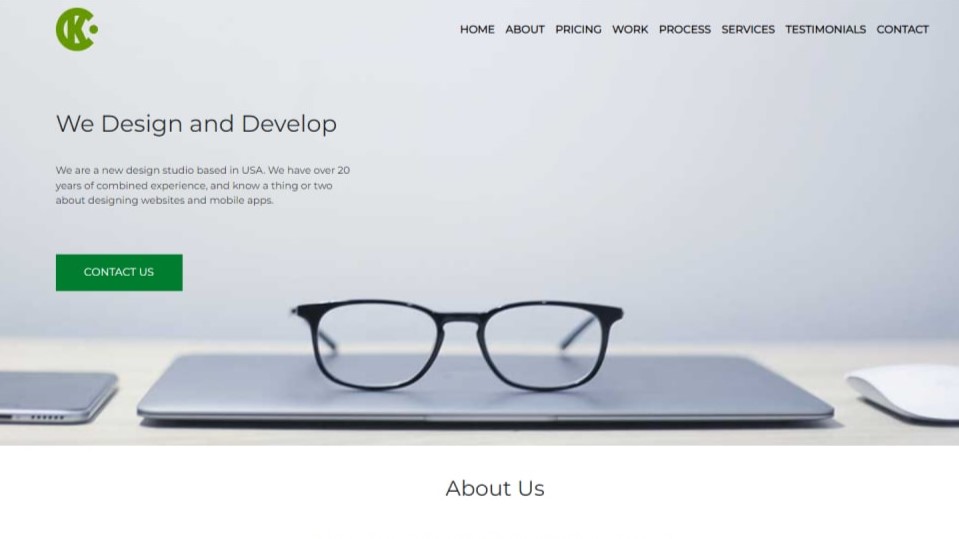 K
HOME ABOUT PRICING WORK PROCESS SERVICES TESTIMONIALS CONTACT
We Design and Develop
We are a new design studio based in USA. We have over 20
years of combined experience, and know a thing or two
about designing websites and mobile apps.
CONTACT US
About Us